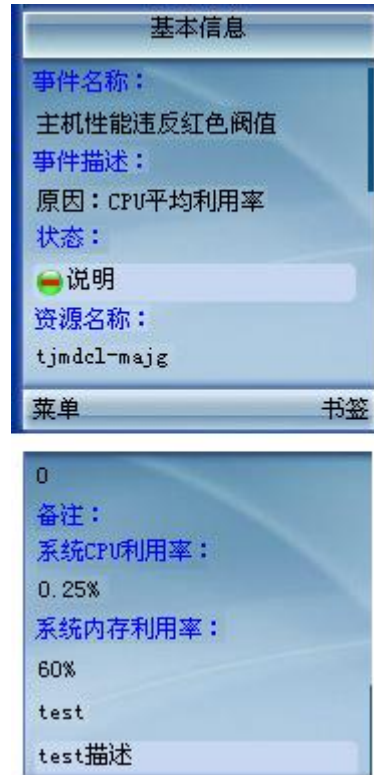 基本信息
事件名称：
主机性能违反红色阀值
事件描述：
原因：CPU平均利用率
状态：
说明
资源名称：
tjmdcl-majg
菜单 书签
0
备注：
系统CPU利用率：
0.25%
系统内存利用率：
60%
test
test描述